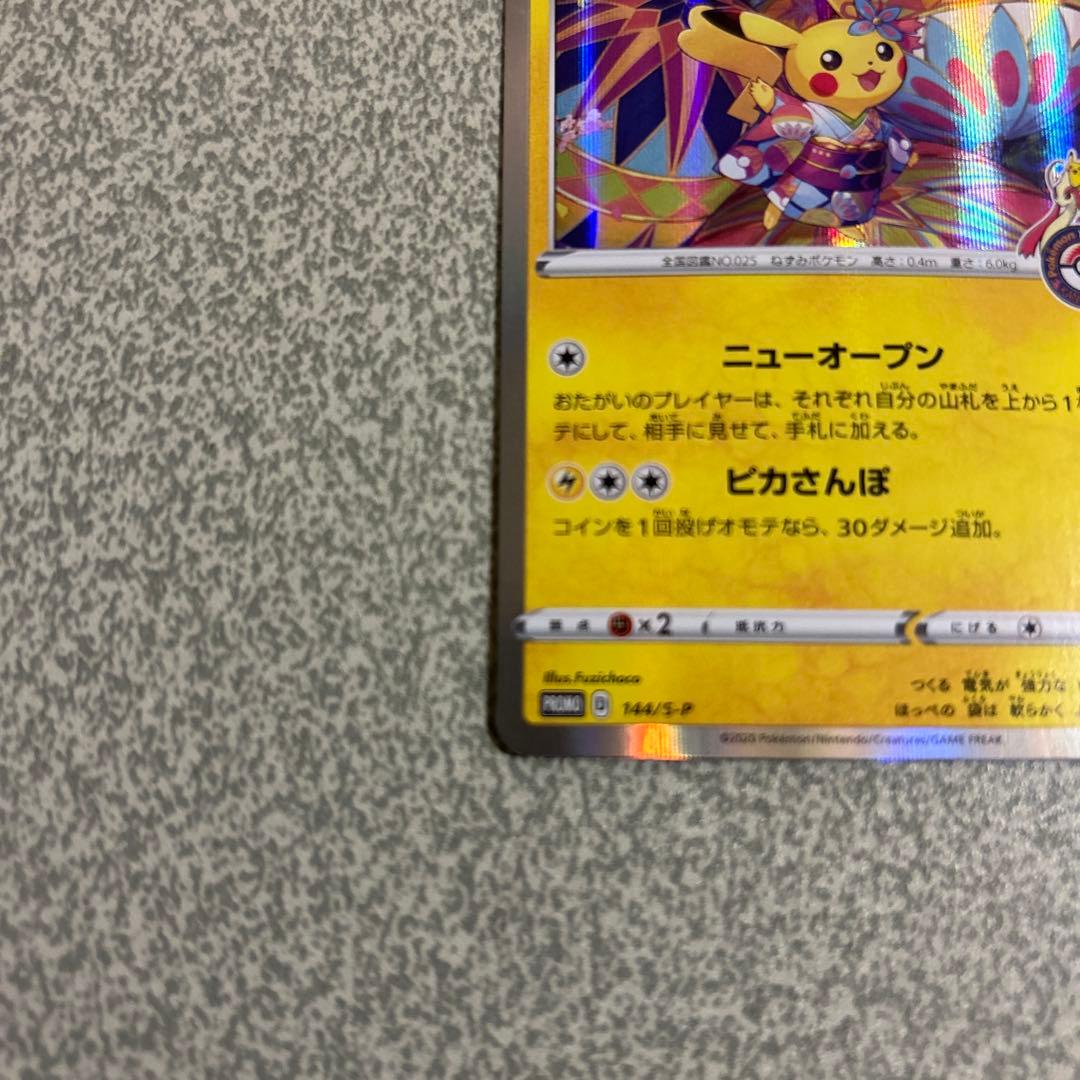 全国図鑑NO.025 ねずみポケモン 高さ:0.4m 重さ:6.0kg
Pokémon
ニューオープン
おたがいのプレイヤーは、それぞれ自分の山札を上から1
テにして、相手に見せて、手札に加える。
ピカさんぽ
コインを1回投げオモテなら、30ダメージ追加。
弱点 ×2 抵抗力 にげる
illus.Fuzichoco
つくる 電気が 強力な
PROMO D 144/S-P
ほっぺの 袋は 軟らかく
©2020 Pokémon/Nintendo/Creatures/GAME FREAK